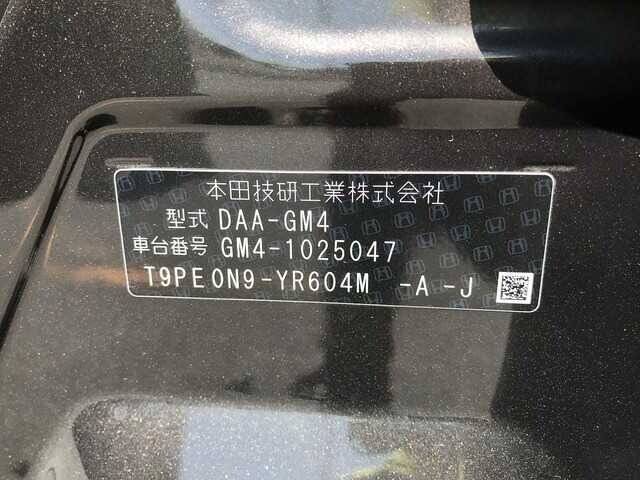 本田技研工業株式会社
型式 DAA-GM4
車台番号 GM4-1025047
T9PE0N9-YR604M -A -J